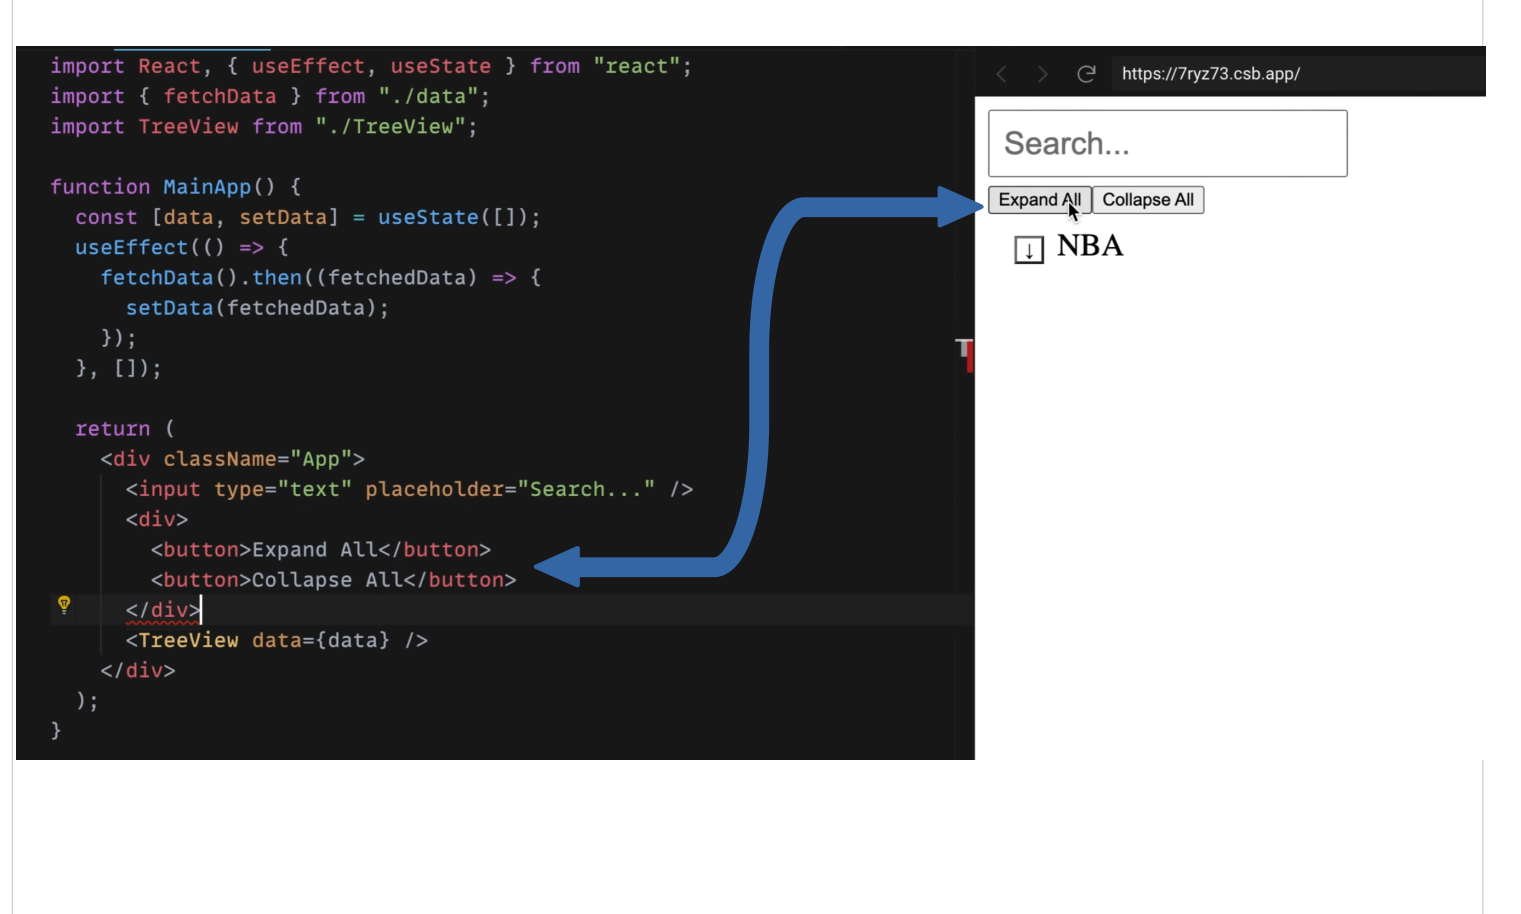 import React, { useEffect, useState } from "react";
import { fetchData } from "./data";
import TreeView from "./TreeView";
function MainApp() {
const [data, setData] = useState([]);
useEffect(() => {
fetchData().then((fetchedData) => {
setData(fetchedData);
});
}, []);
return (
<div className="App">
<input type="text" placeholder="Search..." />
<div>
<button>Expand All</button>
<button>Collapse All</button>
</div>
<TreeView data={data} />
</div>
);
}
https://7ryz73.csb.app/
Search...
Expand All Collapse All
↓ NBA